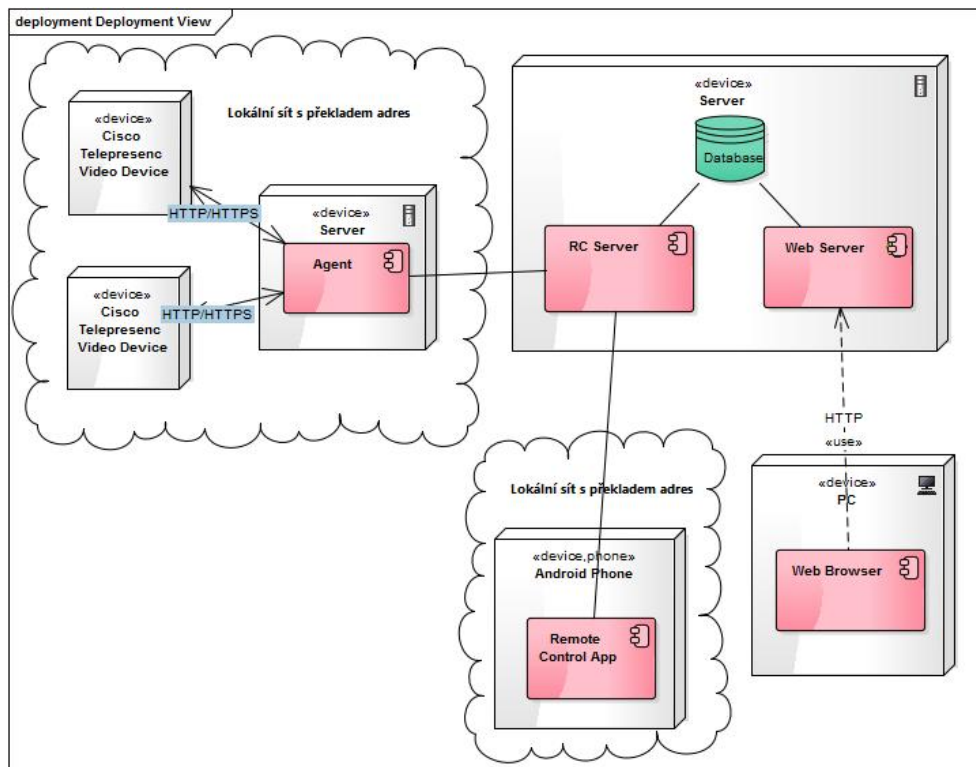 deployment Deployment View
Lokální sít s překladem adres
«device»
Cisco
Telepresenc
Video Device
HTTP/HTTPS
«device»
Server
Agent
«device»
Cisco
Telepresenc
Video Device
HTTP/HTTPS
«device»
Server
Database
RC Server
Web Server
HTTP
«use»
Lokální sít s překladem adres
«device,phone»
Android Phone
Remote
Control App
«device»
PC
Web Browser